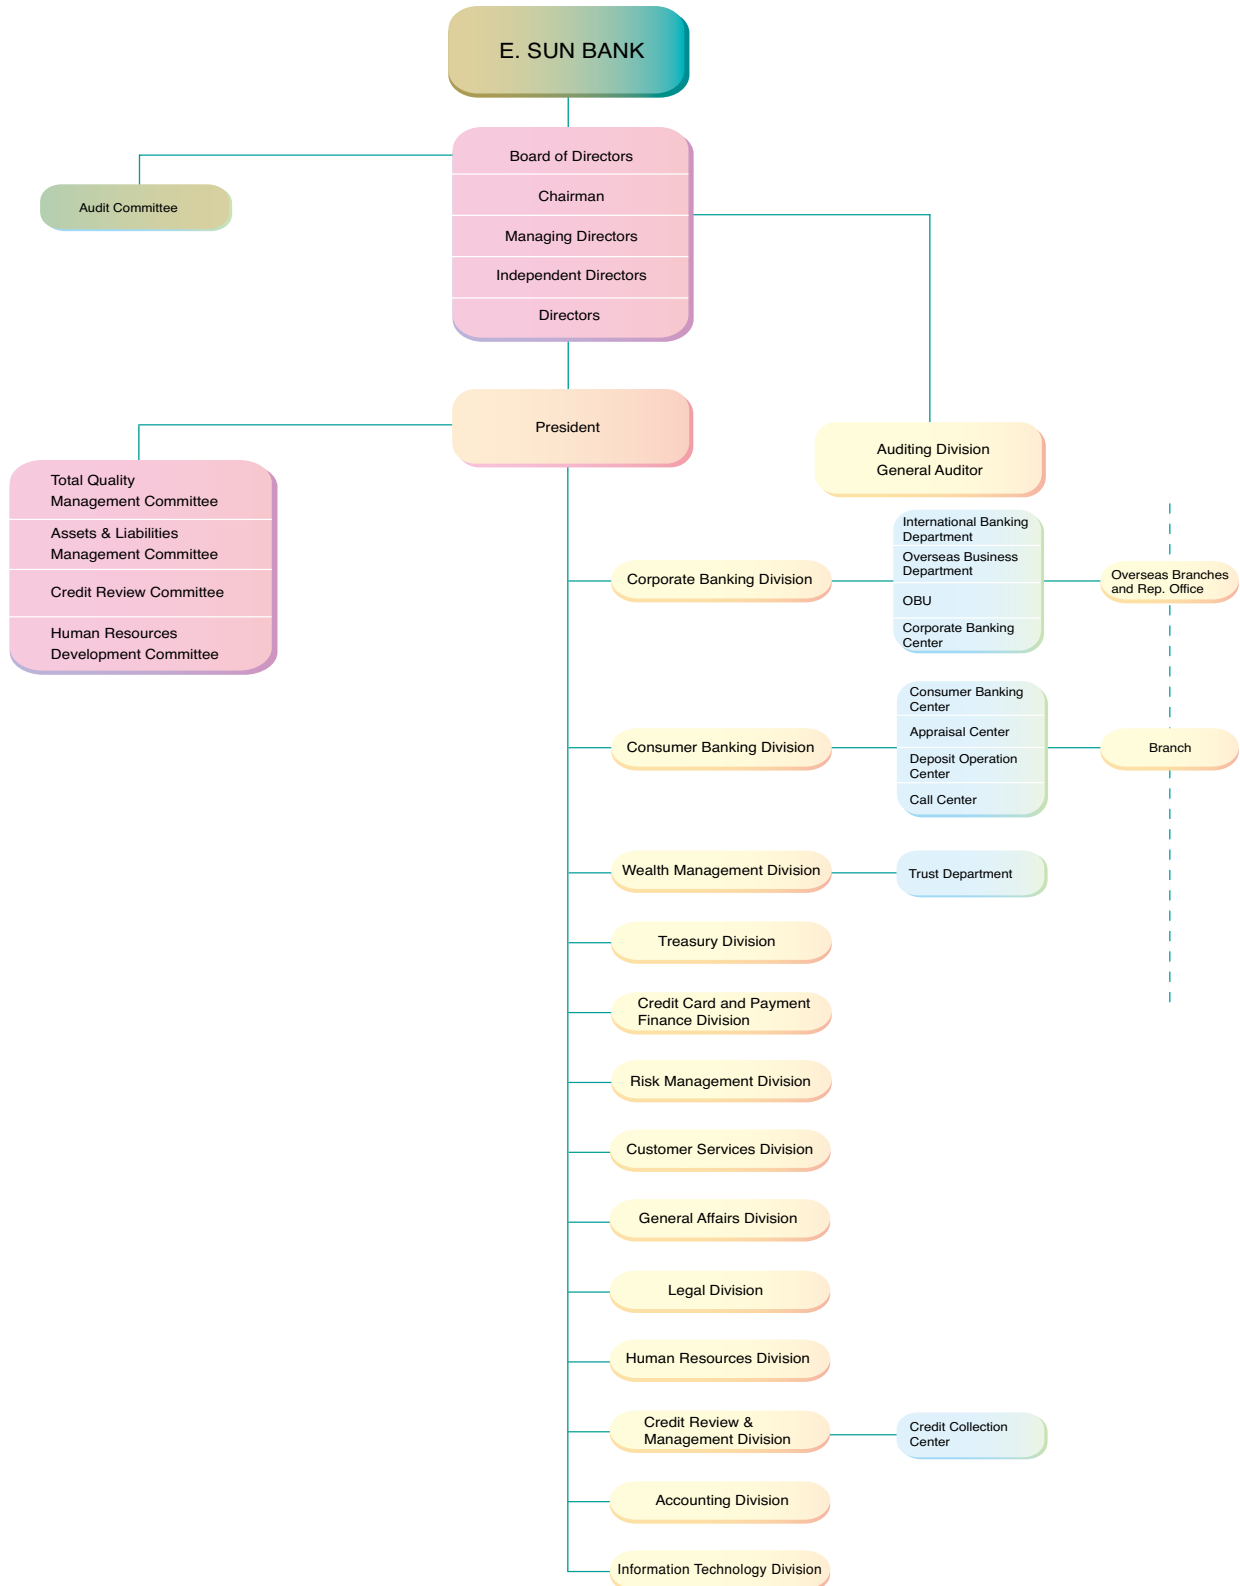 E. SUN BANK
Board of Directors
Chairman
Managing Directors
Independent Directors
Directors
Audit Committee
President
Auditing Division
General Auditor
Total Quality
Management Committee
Assets & Liabilities
Management Committee
Credit Review Committee
Human Resources
Development Committee
Corporate Banking Division
International Banking
Department
Overseas Business
Department
OBU
Corporate Banking
Center
Overseas Branches
and Rep. Office
Consumer Banking Division
Consumer Banking
Center
Appraisal Center
Deposit Operation
Center
Call Center
Branch
Wealth Management Division
Trust Department
Treasury Division
Credit Card and Payment
Finance Division
Risk Management Division
Customer Services Division
General Affairs Division
Legal Division
Human Resources Division
Credit Review &
Management Division
Credit Collection
Center
Accounting Division
Information Technology Division